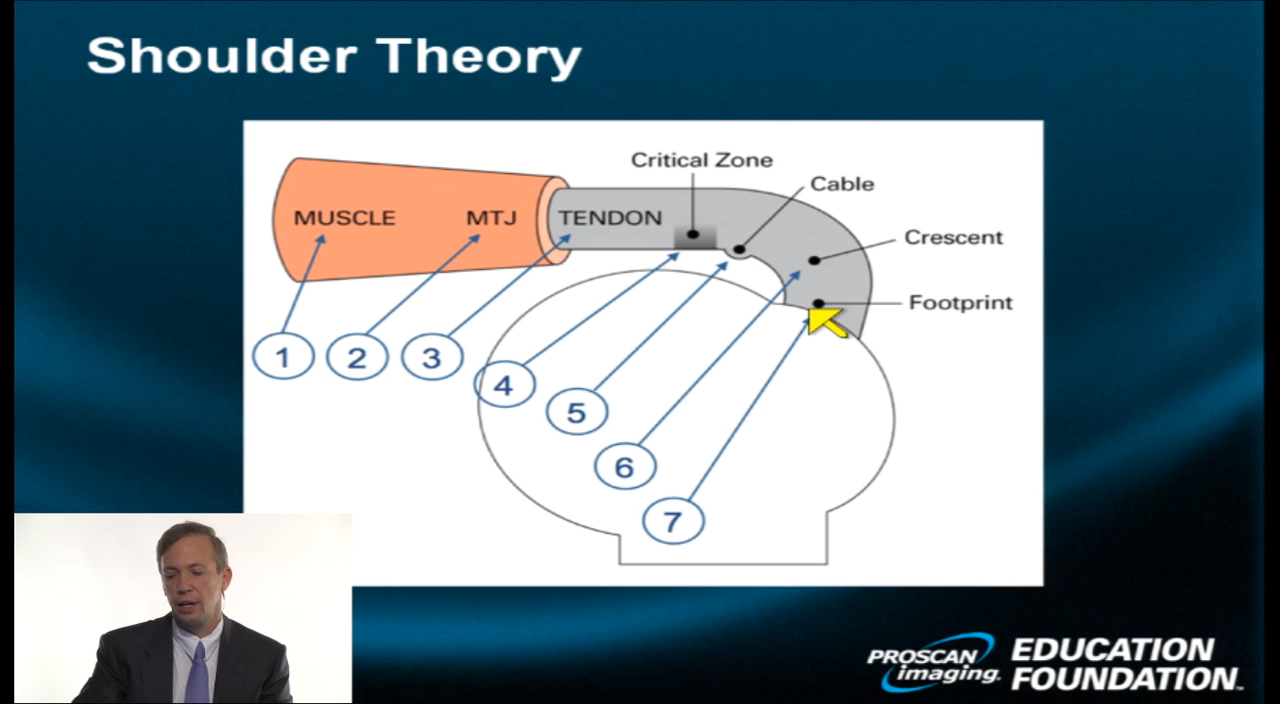 Shoulder Theory
Critical Zone
Cable
MUSCLE MTJ TENDON
Crescent
Footprint
1
2
3
4
5
6
7
PROSCAN
imaging.
EDUCATION
FOUNDATION™